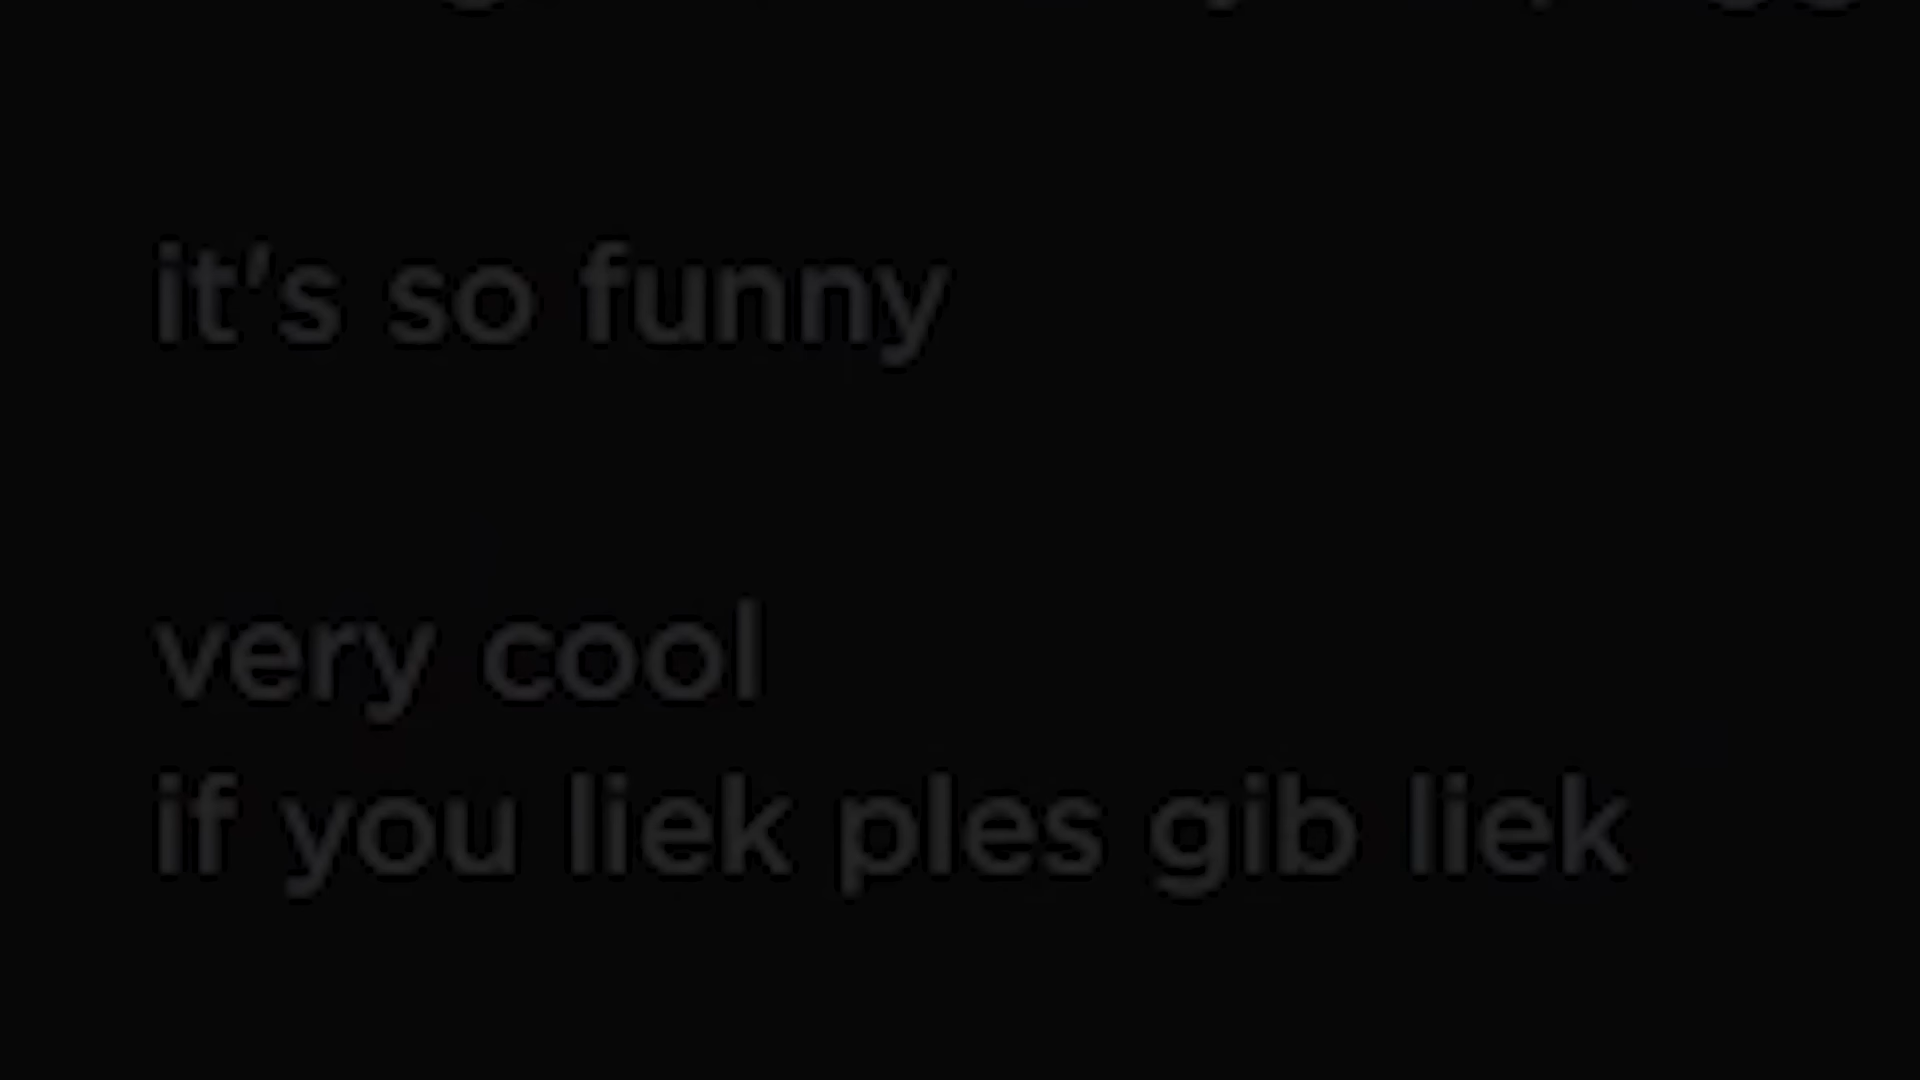 it's so funny
very cool
if you liek ples gib liek